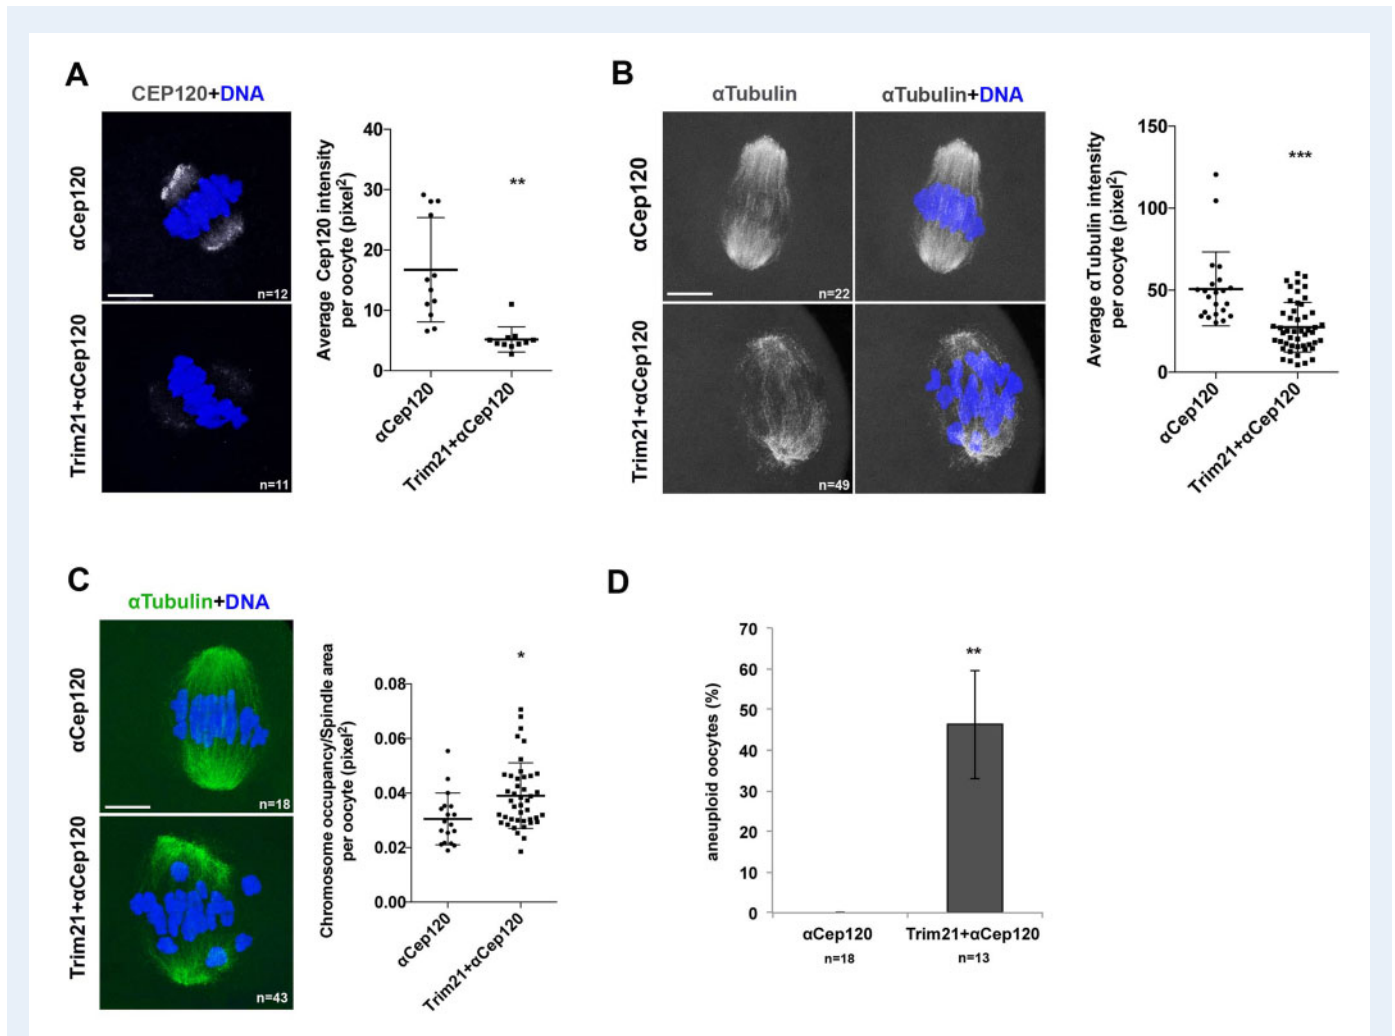 A
CEP120+DNA
αCep120
n=12
Trim21+αCep120
n=11
Average Cep120 intensity
per oocyte (pixel²)
40
30
20
10
0
**
αCep120
Trim21+αCep120
B
αTubulin
αTubulin+DNA
αCep120
n=22
Trim21+αCep120
n=49
Average αTubulin intensity
per oocyte (pixel²)
150
100
50
0
***
αCep120
Trim21+αCep120
C
αTubulin+DNA
αCep120
n=18
Trim21+αCep120
n=43
Chromosome occupancy/Spindle area
per oocyte (pixel²)
0.08
0.06
0.04
0.02
0.00
*
αCep120
Trim21+αCep120
D
aneuploid oocytes (%)
70
60
50
40
30
20
10
0
**
αCep120
n=18
Trim21+αCep120
n=13